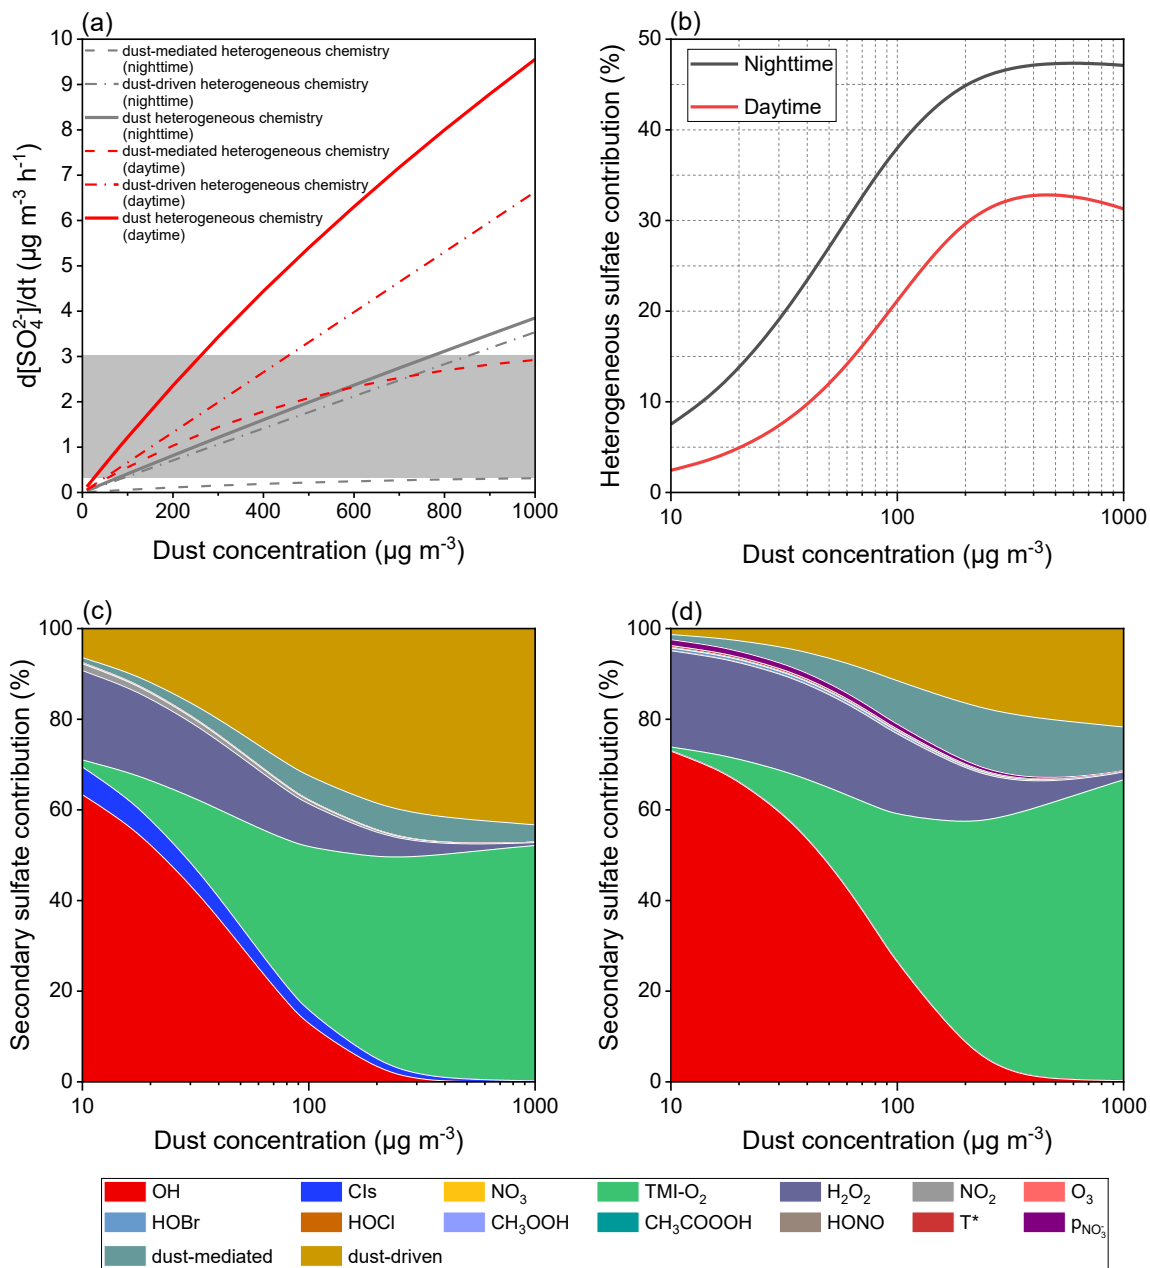 (a)
10
9
8
7
6
5
4
3
2
1
0
d[SO₄²⁻]/dt (µg m⁻³ h⁻¹)
dust-mediated heterogeneous chemistry
(nighttime)
dust-driven heterogeneous chemistry
(nighttime)
dust heterogeneous chemistry
(nighttime)
dust-mediated heterogeneous chemistry
(daytime)
dust-driven heterogeneous chemistry
(daytime)
dust heterogeneous chemistry
(daytime)
0 200 400 600 800 1000
Dust concentration (µg m⁻³)
(b)
50
40
30
20
10
0
Heterogeneous sulfate contribution (%)
Nighttime
Daytime
10 100 1000
Dust concentration (µg m⁻³)
(c)
100
80
60
40
20
0
Secondary sulfate contribution (%)
10 100 1000
Dust concentration (µg m⁻³)
(d)
100
80
60
40
20
0
Secondary sulfate contribution (%)
10 100 1000
Dust concentration (µg m⁻³)
OH Cls NO₃ TMI-O₂ H₂O₂ NO₂ O₃
HOBr HOCl CH₃OOH CH₃COOOH HONO T* p_NO₃⁻
dust-mediated dust-driven